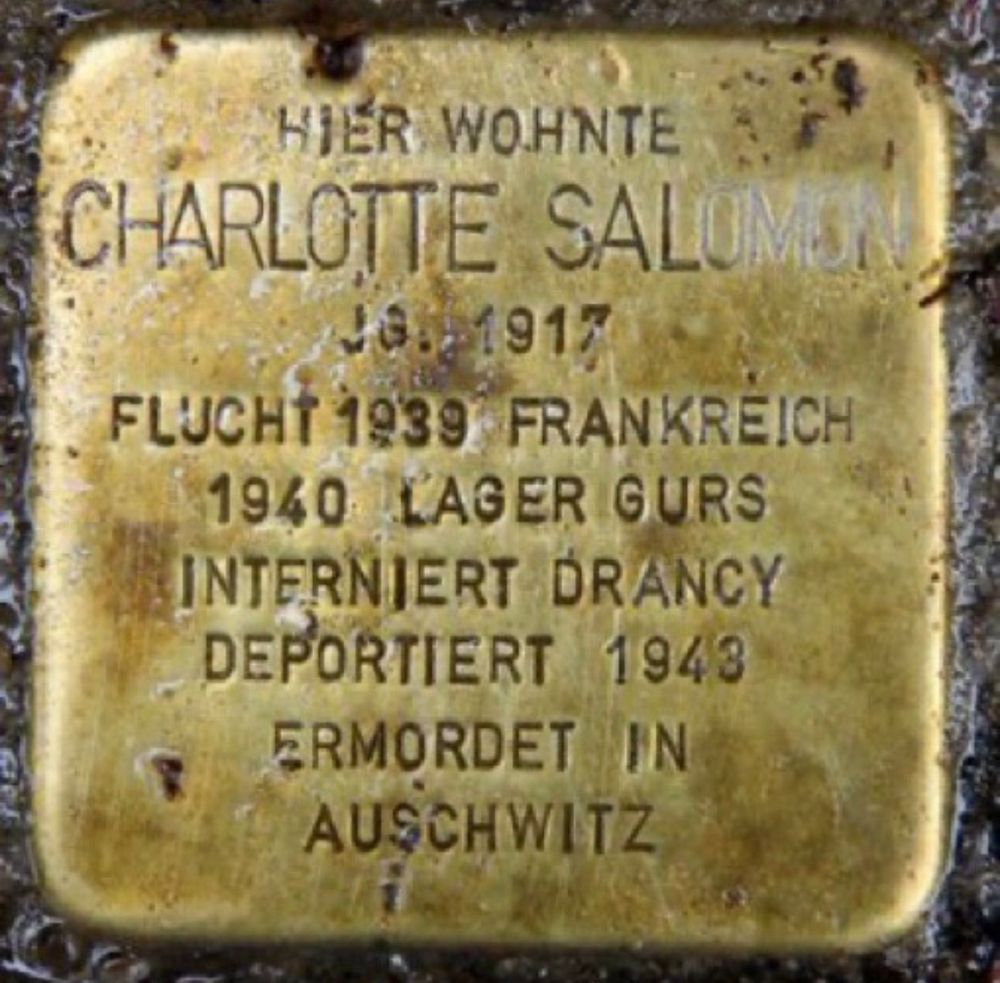 HIER WOHNTE
CHARLOTTE SALOMON
JG. 1917
FLUCHT 1939 FRANKREICH
1940 LAGER GURS
INTERNIERT DRANCY
DEPORTIERT 1943
ERMORDET IN
AUSCHWITZ